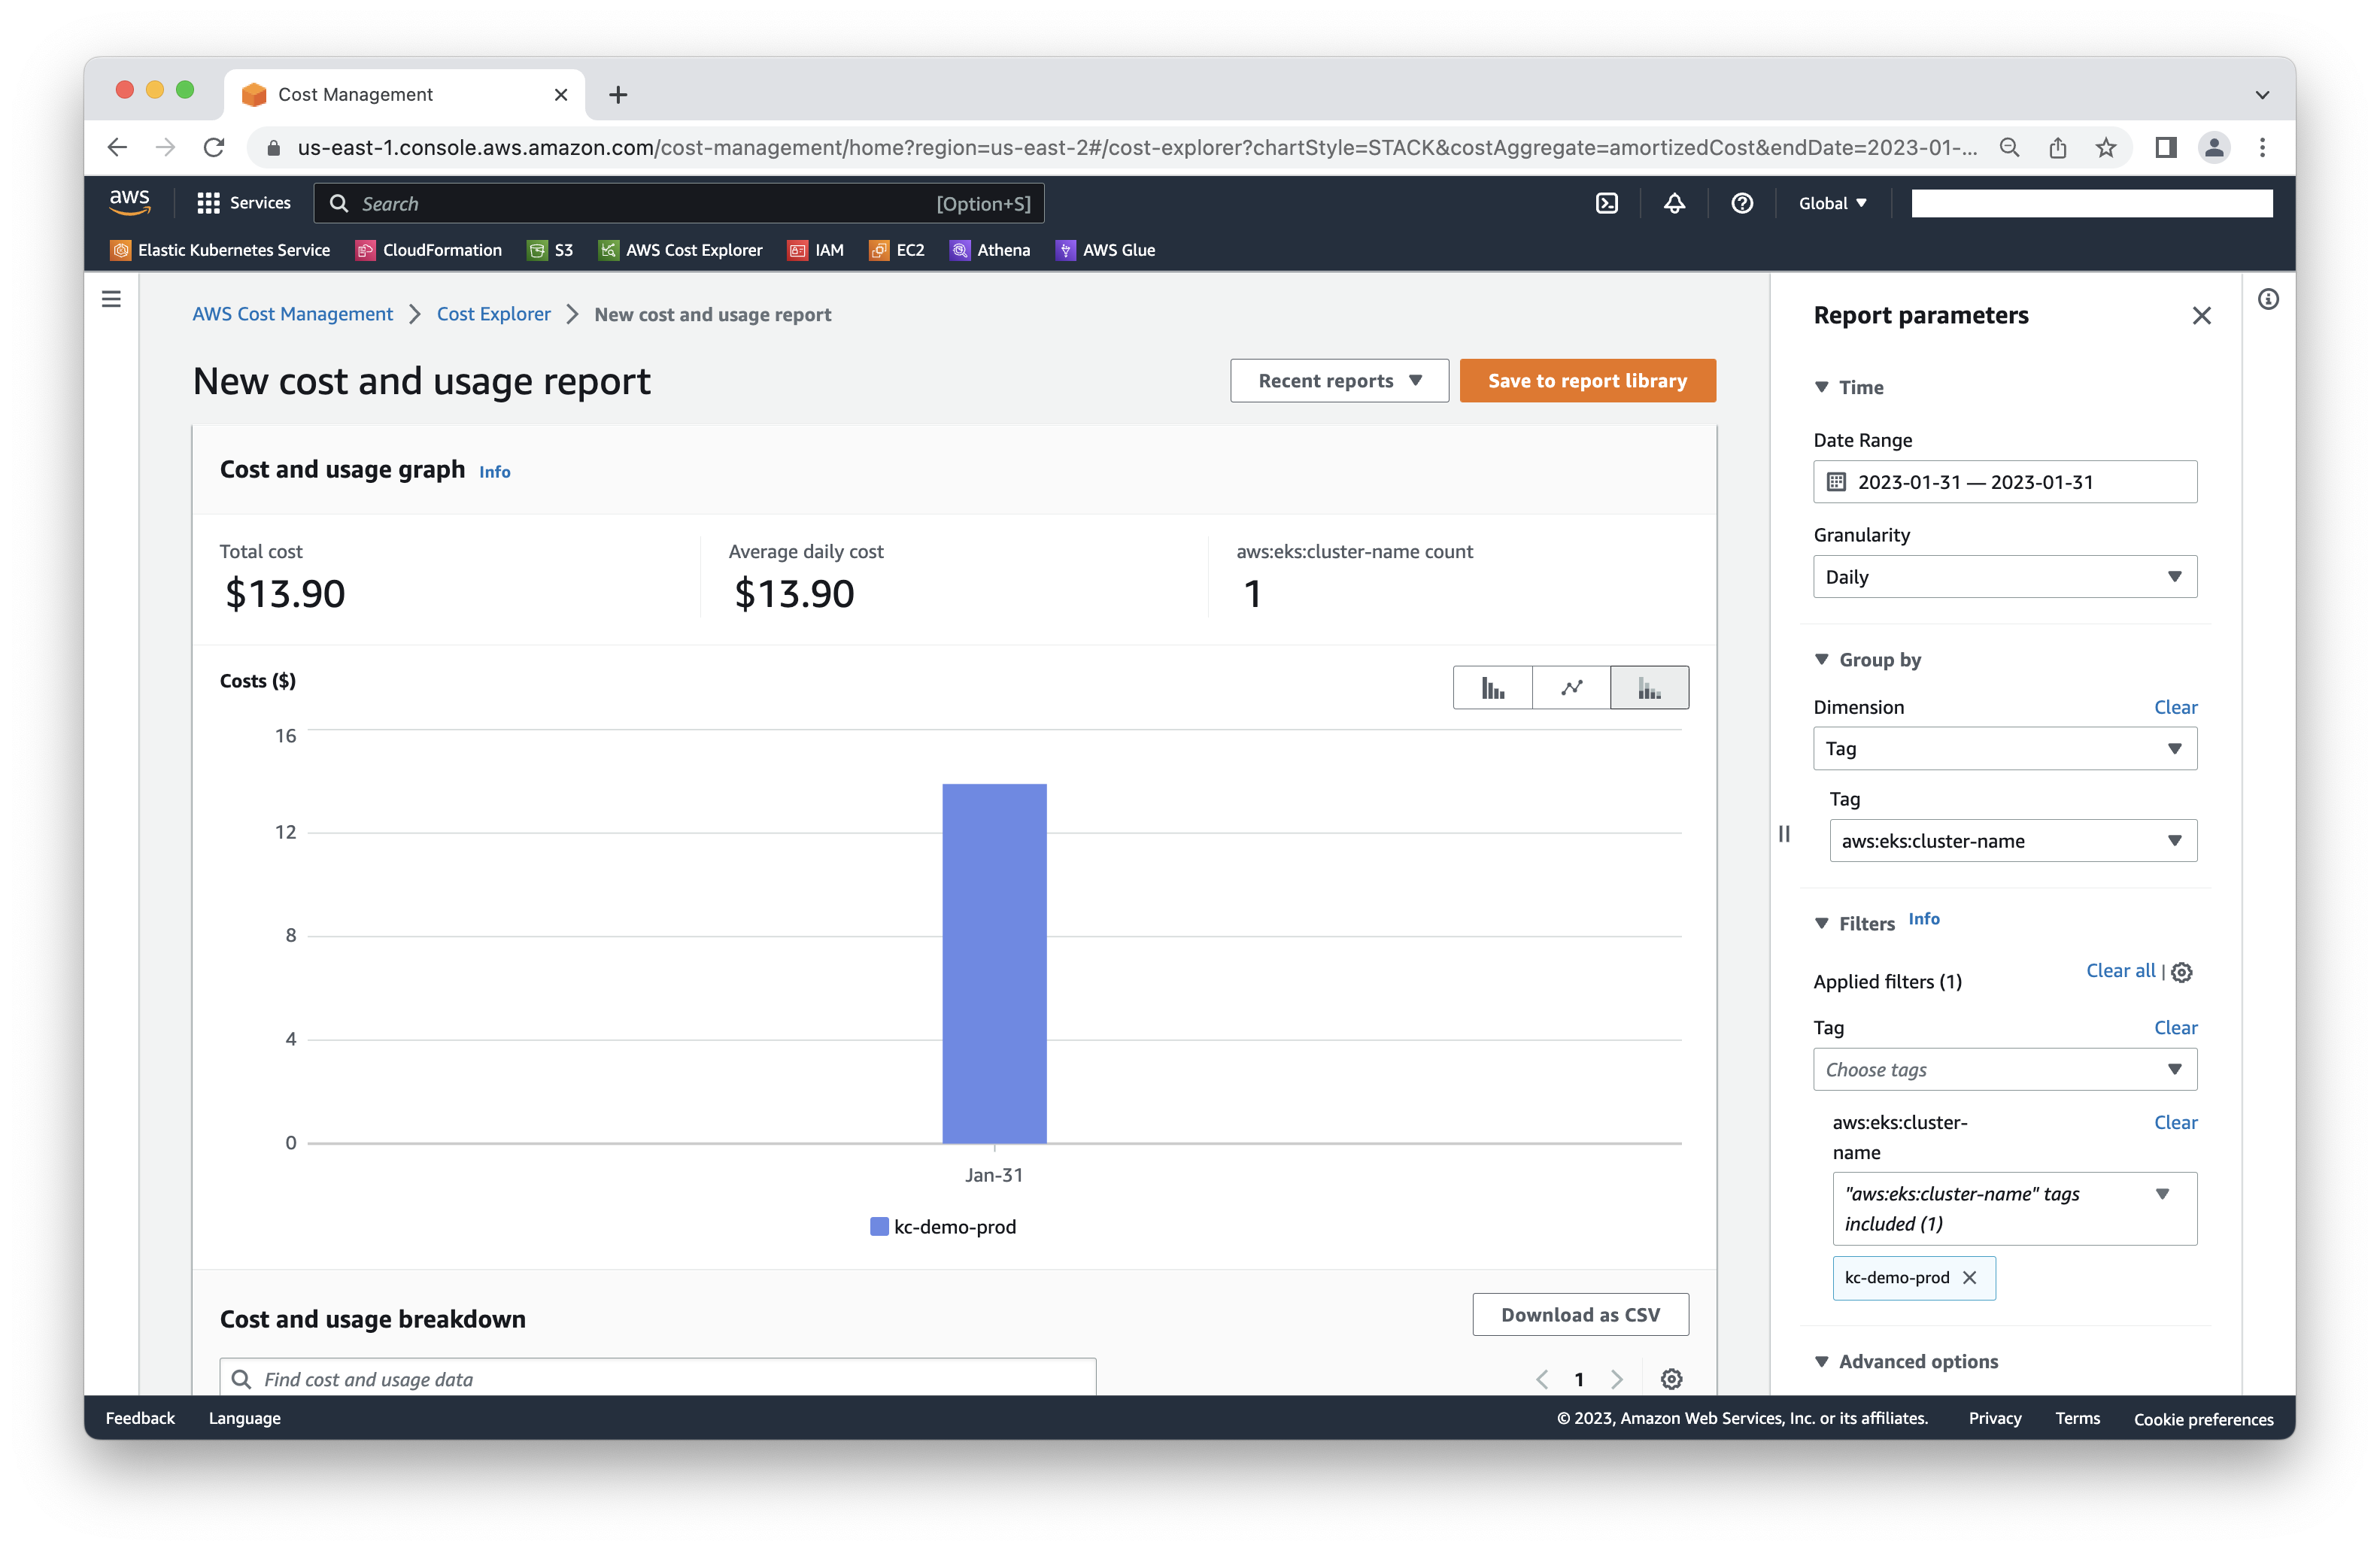 Cost Management
us-east-1.console.aws.amazon.com/cost-management/home?region=us-east-2#/cost-explorer?chartStyle=STACK&costAggregate=amortizedCost&endDate=2023-01-...
aws
Services
Search
[Option+S]
Global
Elastic Kubernetes Service
CloudFormation
S3
AWS Cost Explorer
IAM
EC2
Athena
AWS Glue
AWS Cost Management
Cost Explorer
New cost and usage report
New cost and usage report
Recent reports
Save to report library
Cost and usage graph
Info
Total cost
$13.90
Average daily cost
$13.90
aws:eks:cluster-name count
1
Costs ($)
16
12
8
4
0
Jan-31
kc-demo-prod
Cost and usage breakdown
Download as CSV
Find cost and usage data
1
Report parameters
Time
Date Range
2023-01-31 — 2023-01-31
Granularity
Daily
Group by
Dimension
Clear
Tag
Tag
aws:eks:cluster-name
Filters
Info
Applied filters (1)
Clear all |
Tag
Clear
Choose tags
aws:eks:cluster-
name
Clear
"aws:eks:cluster-name" tags
included (1)
kc-demo-prod
Advanced options
Feedback
Language
© 2023, Amazon Web Services, Inc. or its affiliates.
Privacy
Terms
Cookie preferences